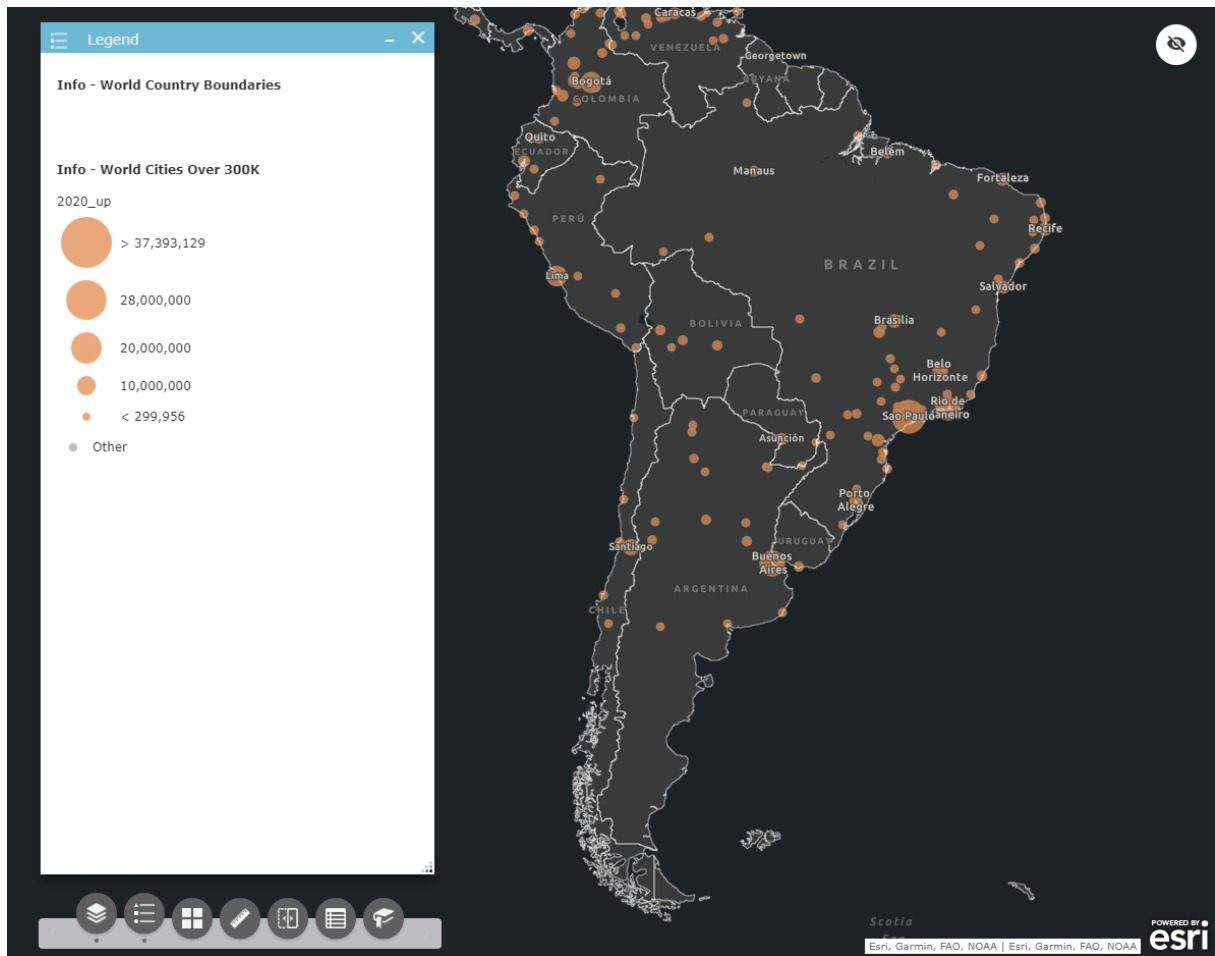 Legend
Info - World Country Boundaries
Info - World Cities Over 300K
2020_up
> 37,393,129
28,000,000
20,000,000
10,000,000
< 299,956
Other
Caracas
VENEZUELA
Georgetown
GUYANA
Bogotá
COLOMBIA
Quito
ECUADOR
Belém
Manaus
Fortaleza
PERÚ
Recife
BRAZIL
Lima
Salvador
BOLIVIA
Brasilia
Belo
Horizonte
PARAGUAY
Rio de
Janeiro
Sao Paulo
Asunción
Porto
Alegre
URUGUAY
Santiago
Buenos
Aires
ARGENTINA
CHILE
Scotia
Sea
POWERED BY
esri
Esri, Garmin, FAO, NOAA | Esri, Garmin, FAO, NOAA